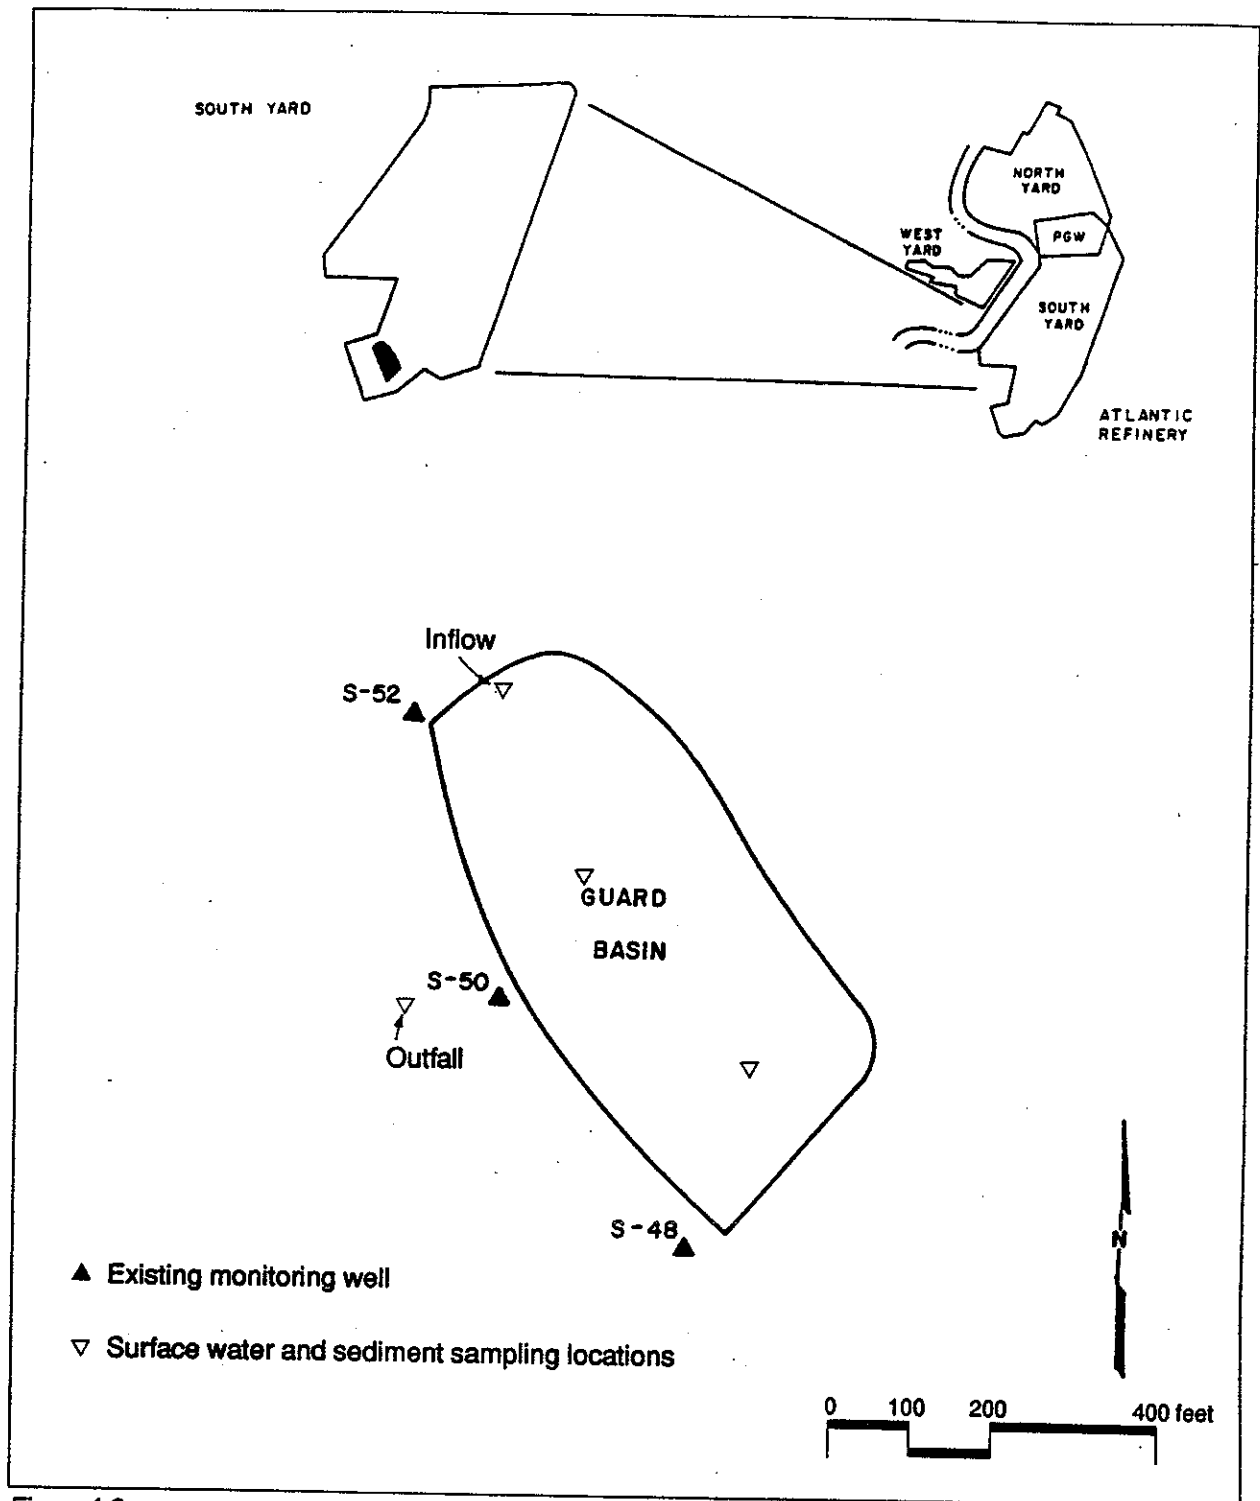 SOUTH YARD
NORTH
YARD
PGW
WEST
YARD
SOUTH
YARD
ATLANTIC
REFINERY
Inflow
S-52
GUARD
BASIN
S-50
Outfall
S-48
N
▲ Existing monitoring well
▽ Surface water and sediment sampling locations
0 100 200 400 feet